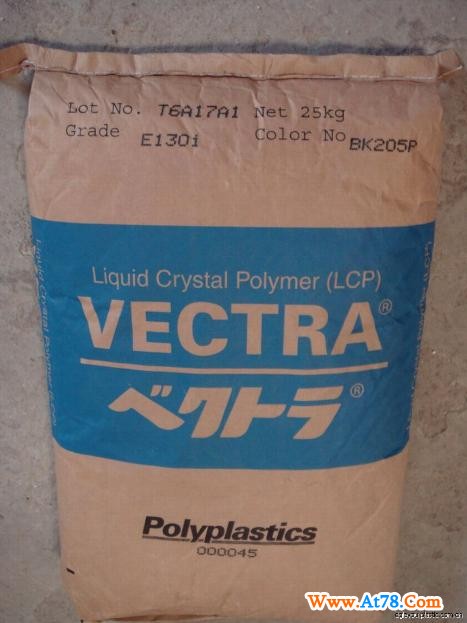 Lot No. T6A17A1 Net 25kg
Grade E130i Color No BK205P
Liquid Crystal Polymer (LCP)
VECTRA®
ベクトラ®
Polyplastics
000045
Www.At78.Com